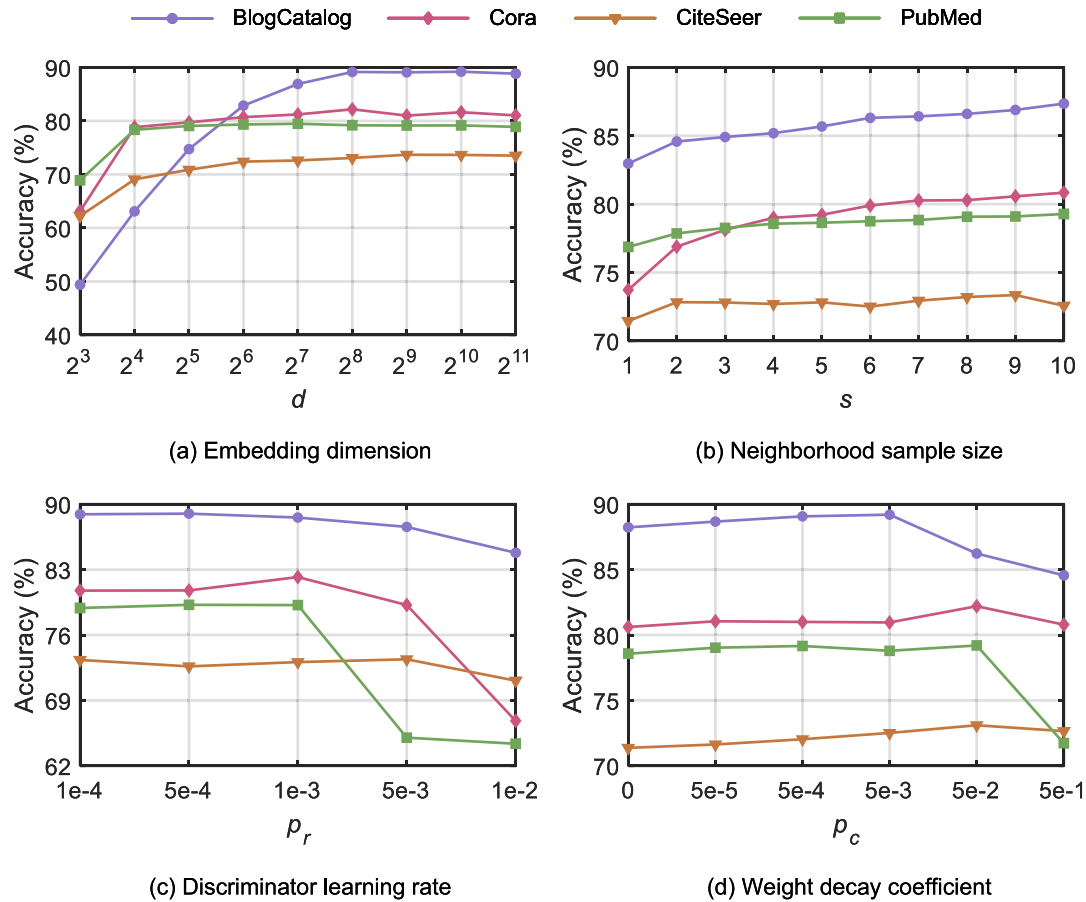 BlogCatalog Cora CiteSeer PubMed
90
80
70
60
50
40
Accuracy (%)
2^3 2^4 2^5 2^6 2^7 2^8 2^9 2^10 2^11
d
(a) Embedding dimension
90
85
80
75
70
Accuracy (%)
1 2 3 4 5 6 7 8 9 10
s
(b) Neighborhood sample size
90
83
76
69
62
Accuracy (%)
1e-4 5e-4 1e-3 5e-3 1e-2
p_r
(c) Discriminator learning rate
90
85
80
75
70
Accuracy (%)
0 5e-5 5e-4 5e-3 5e-2 5e-1
p_c
(d) Weight decay coefficient